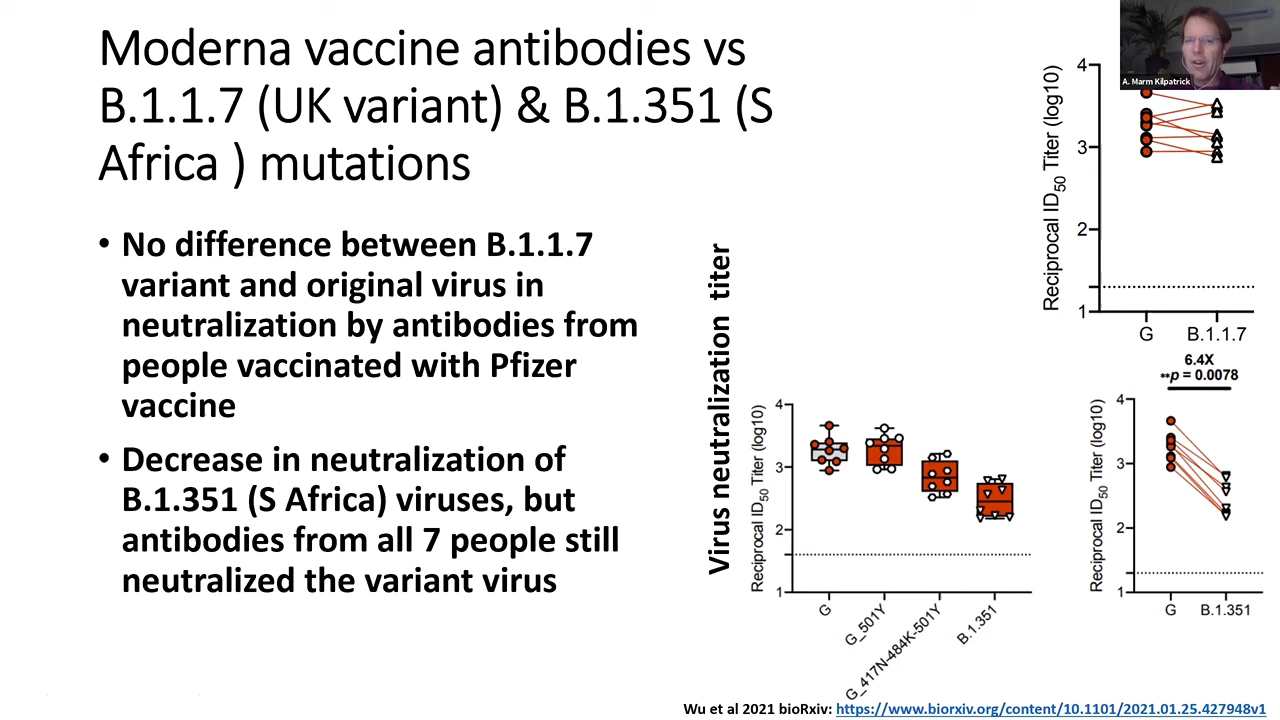 Moderna vaccine antibodies vs
B.1.1.7 (UK variant) & B.1.351 (S
Africa ) mutations
• No difference between B.1.1.7
variant and original virus in
neutralization by antibodies from
people vaccinated with Pfizer
vaccine
• Decrease in neutralization of
B.1.351 (S Africa) viruses, but
antibodies from all 7 people still
neutralized the variant virus
A. Marm Kilpatrick
Reciprocal ID50 Titer (log10)
4
3
2
1
G B.1.1.7
Virus neutralization titer
Reciprocal ID50 Titer (log10)
4
3
2
1
G
G_501Y
G_417N-484K-501Y
B.1.351
6.4X
**p = 0.0078
Reciprocal ID50 Titer (log10)
4
3
2
1
G B.1.351
Wu et al 2021 bioRxiv: https://www.biorxiv.org/content/10.1101/2021.01.25.427948v1